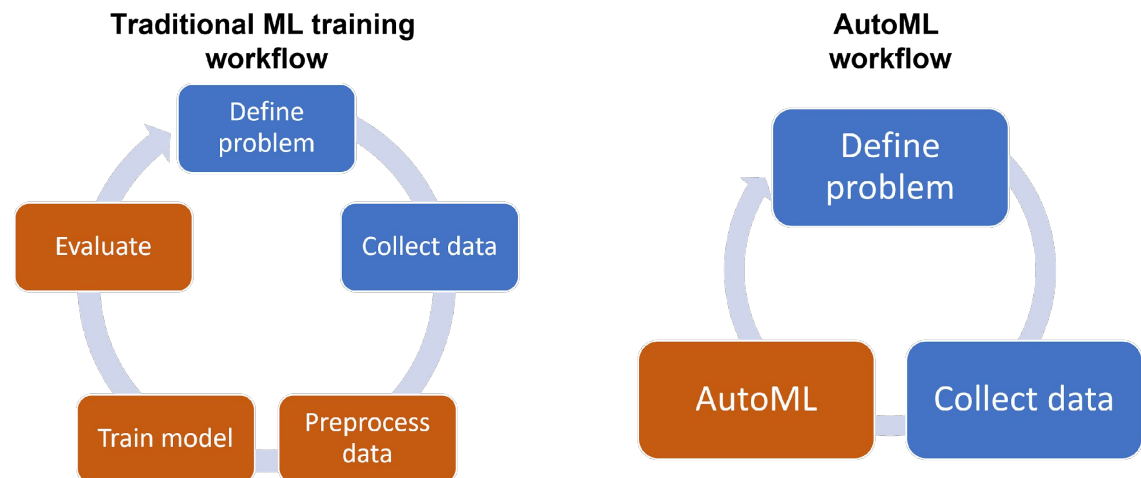 Traditional ML training
workflow
Define
problem
Collect data
Preprocess
data
Train model
Evaluate
AutoML
workflow
Define
problem
Collect data
AutoML